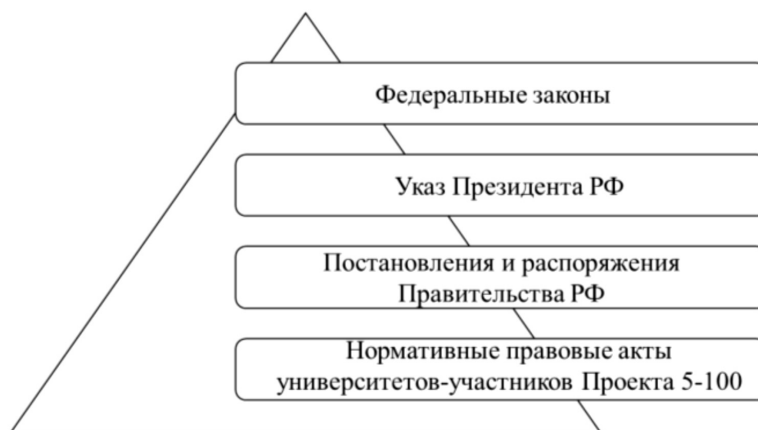 Федеральные законы
Указ Президента РФ
Постановления и распоряжения
Правительства РФ
Нормативные правовые акты
университетов-участников Проекта 5-100